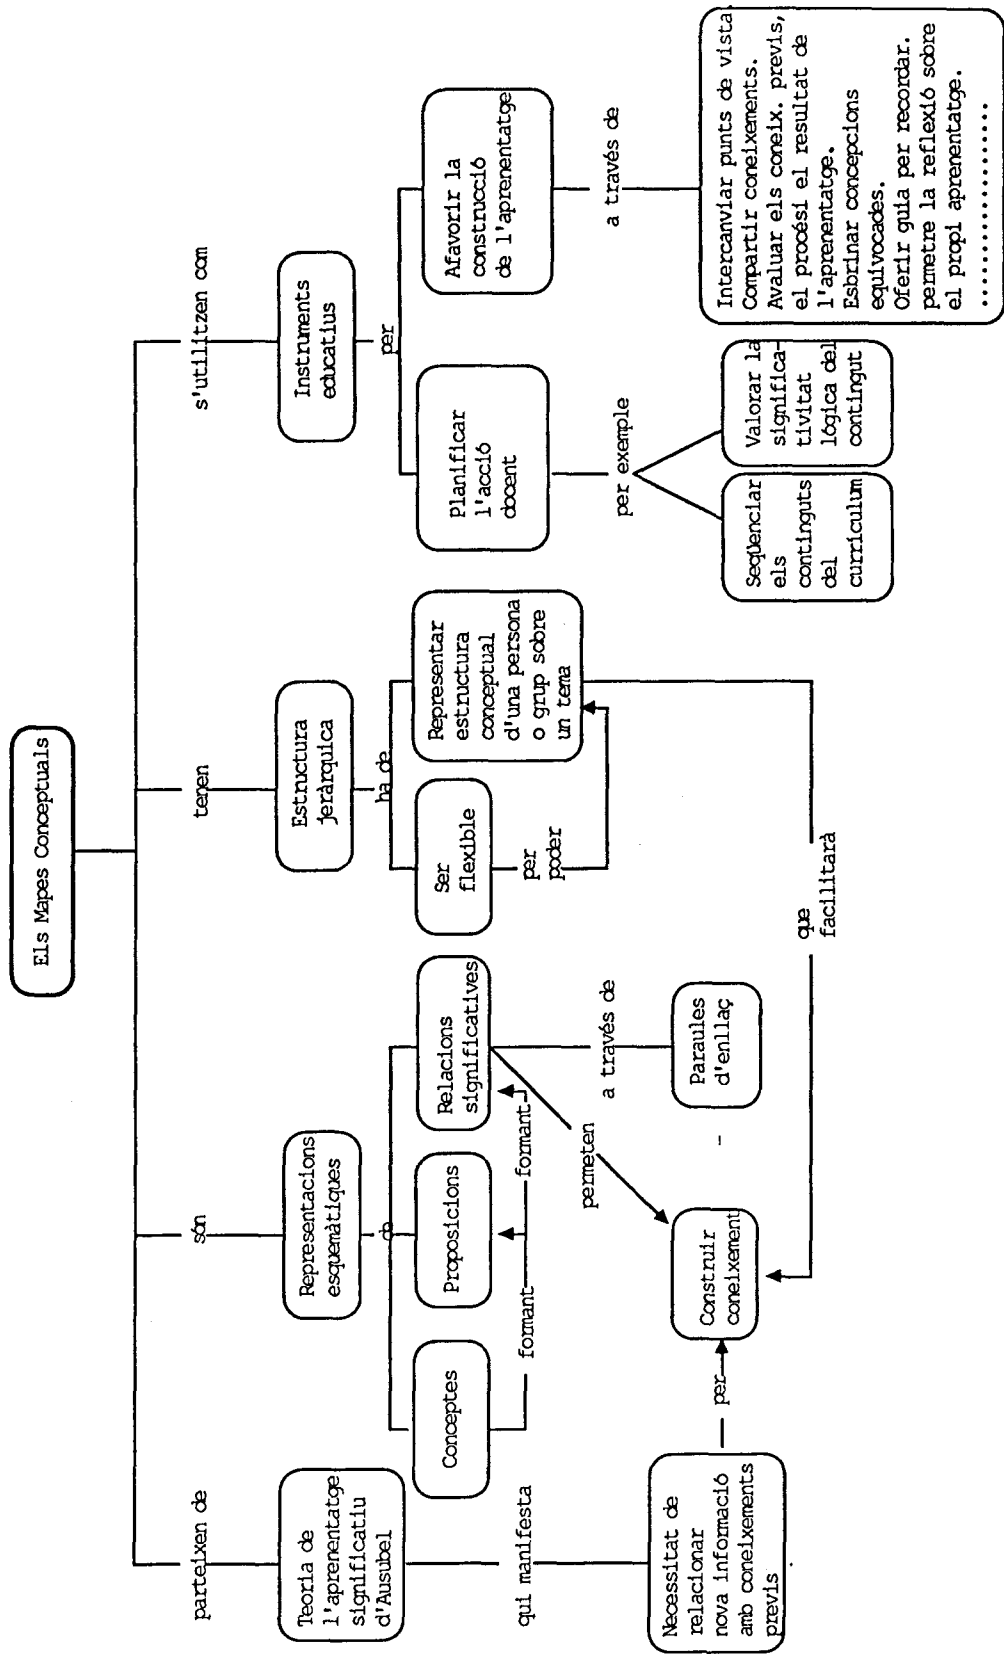 Els Mapes Conceptuals
parteixen de
són
tenen
s'utilitzen com
Teoria de
l'aprenentatge
significatiu
d'Ausubel
Representacions
esquemàtiques
Estructura
jeràrquica
Instruments
educatius
de
ha de
per
Conceptes
Proposicions
Relacions
significatives
Ser
flexible
Representar
estructura
conceptual
d'una persona
o grup sobre
un tema
Planificar
l'acció
docent
Afavorir la
construcció
de l'aprenentatge
qui manifesta
formant
formant
permeten
a través de
per
poder
per exemple
a través de
Necessitat de
relacionar
nova informació
amb coneixements
previs
per
Construir
coneixement
Paraules
d'enllaç
que
facilitarà
Seqüenciar
els
continguts
del
currículum
Valorar la
significa-
tivitat
lògica del
contingut
Intercanviar punts de vista.
Compartir coneixements.
Avaluar els coneix. previs,
el procési el resultat de
l'aprenentatge.
Esbrinar concepcions
equivocades.
Oferir guia per recordar.
permetre la reflexió sobre
el propi aprenentatge.
..................